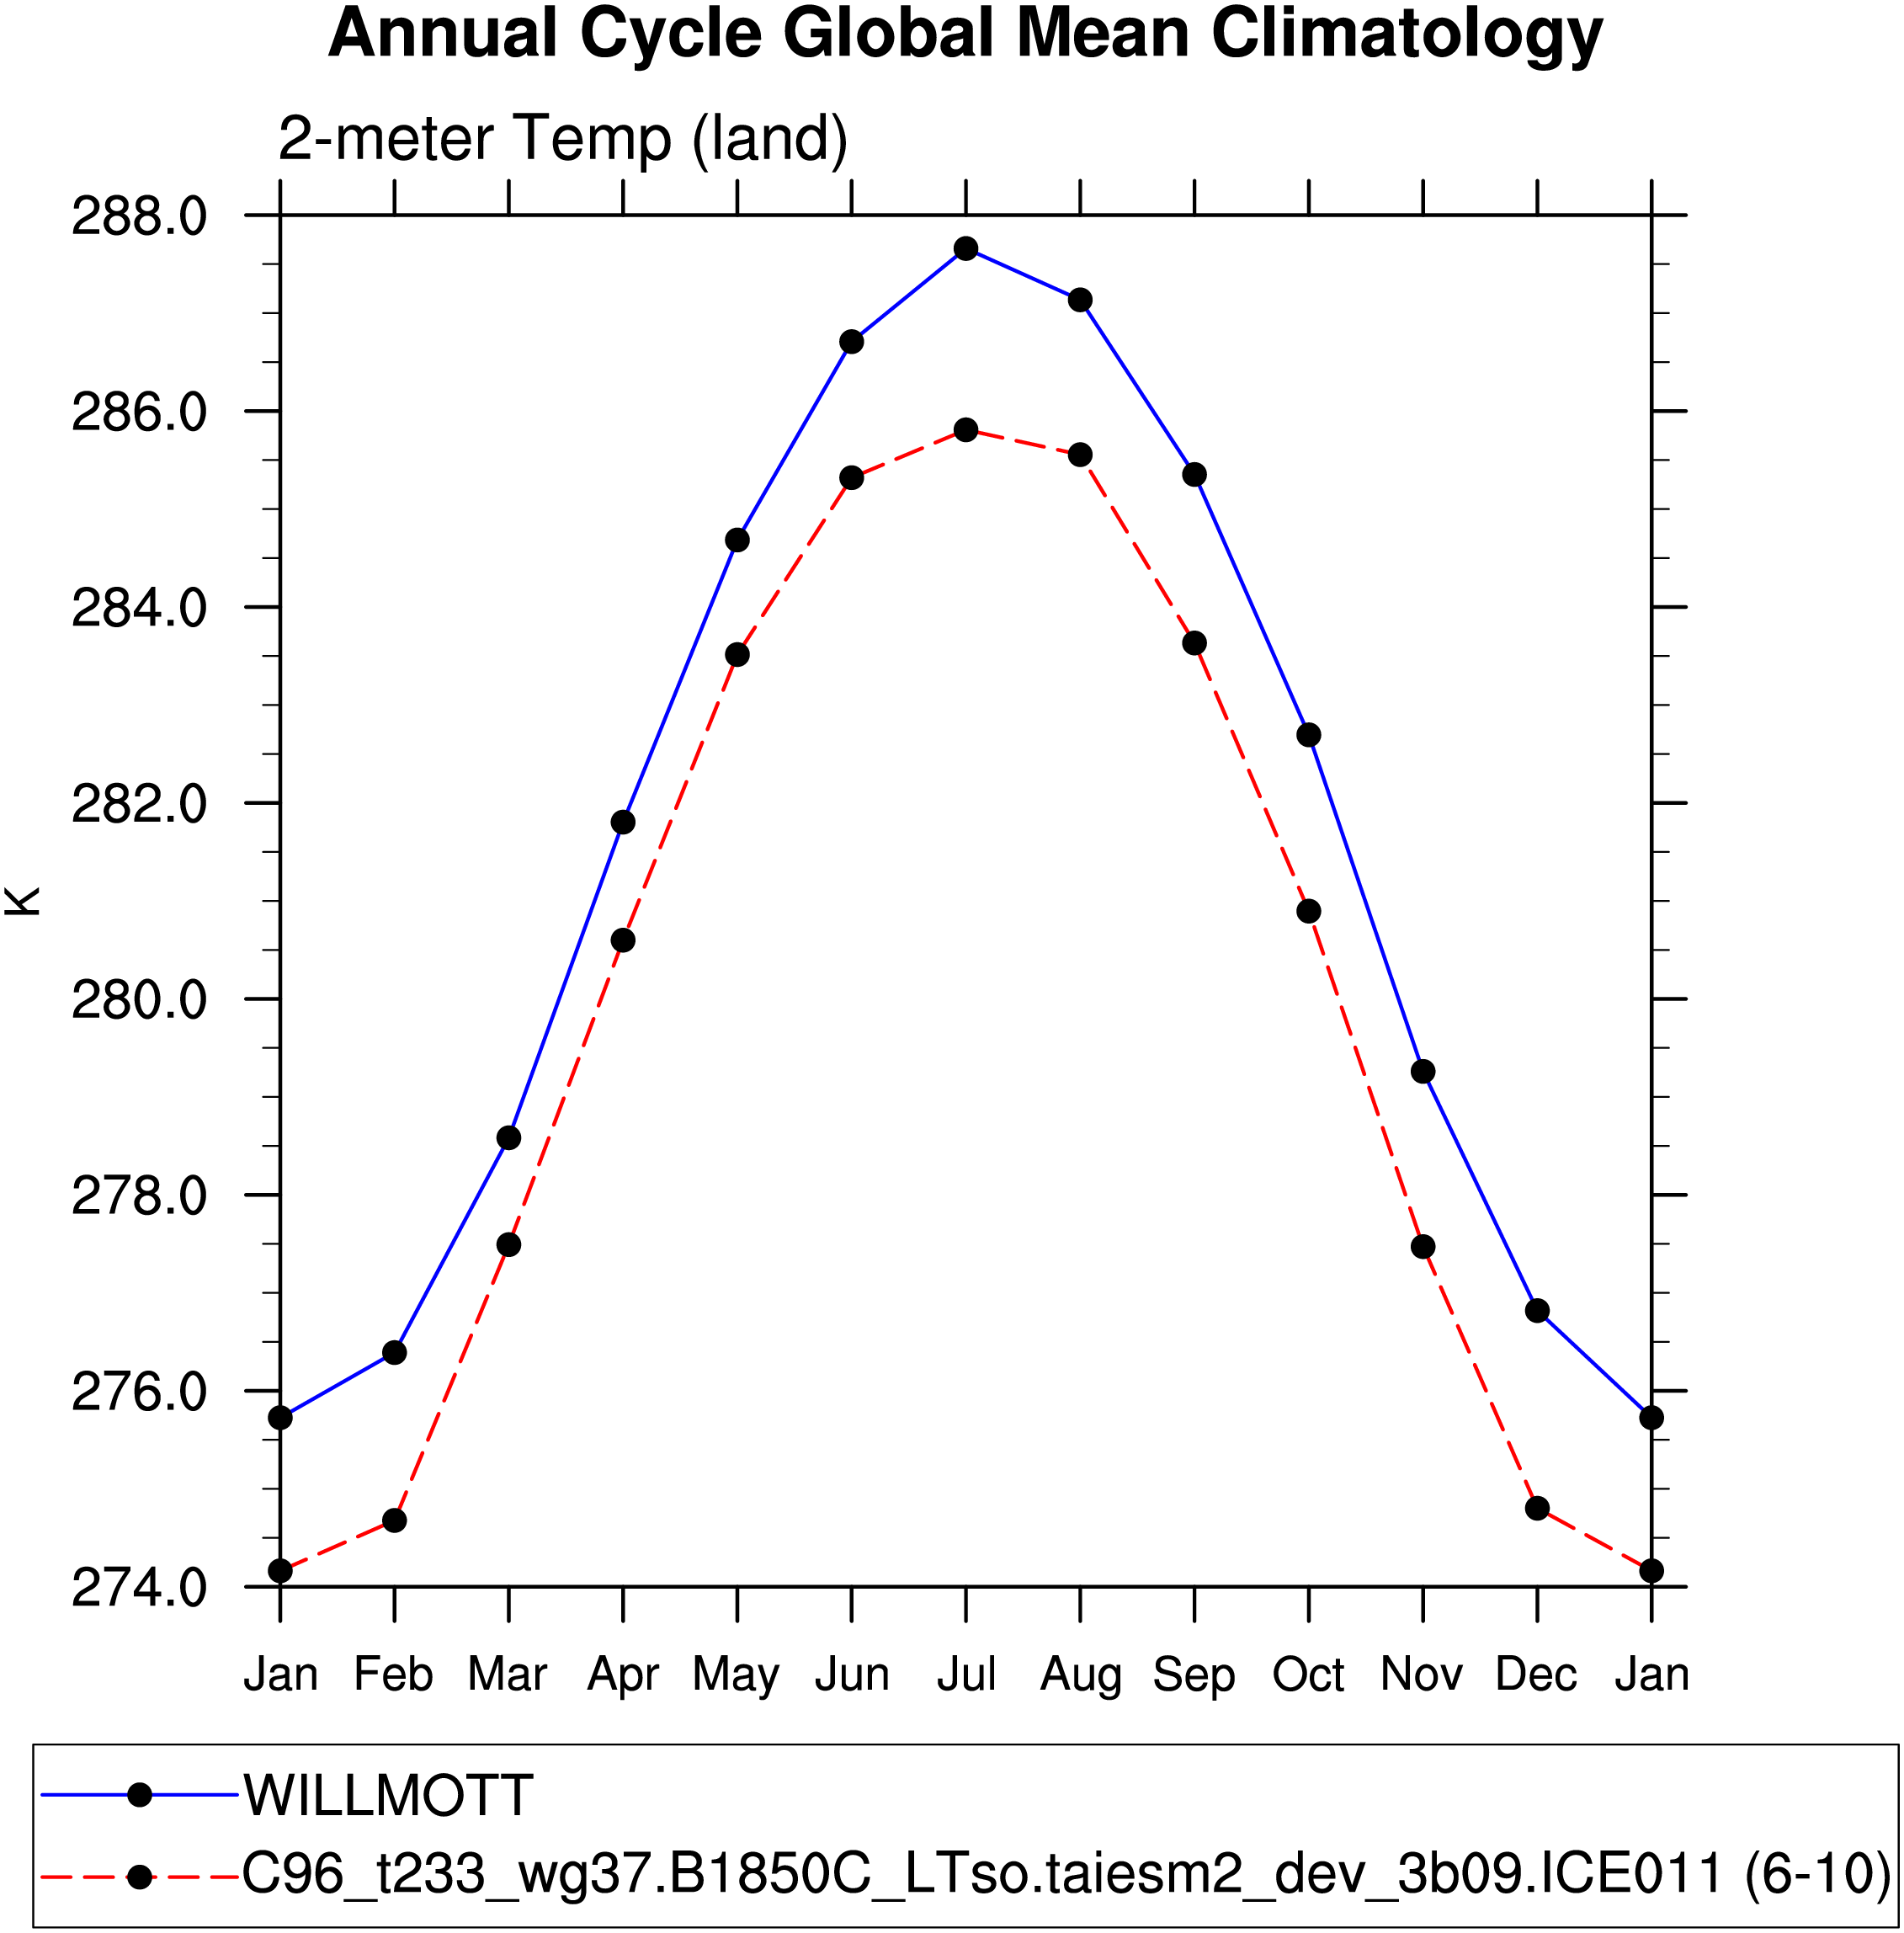 Annual Cycle Global Mean Climatology
2-meter Temp (land)
288.0
286.0
284.0
282.0
K
280.0
278.0
276.0
274.0
Jan Feb Mar Apr May Jun Jul Aug Sep Oct Nov Dec Jan
WILLMOTT
C96_t233_wg37.B1850C_LTso.taiesm2_dev_3b09.ICE011 (6-10)